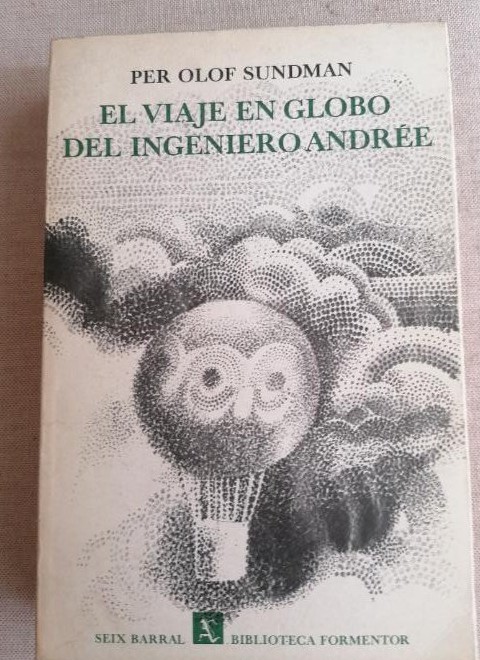 PER OLOF SUNDMAN
EL VIAJE EN GLOBO
DEL INGENIERO ANDRÉE
SEIX BARRAL BIBLIOTECA FORMENTOR